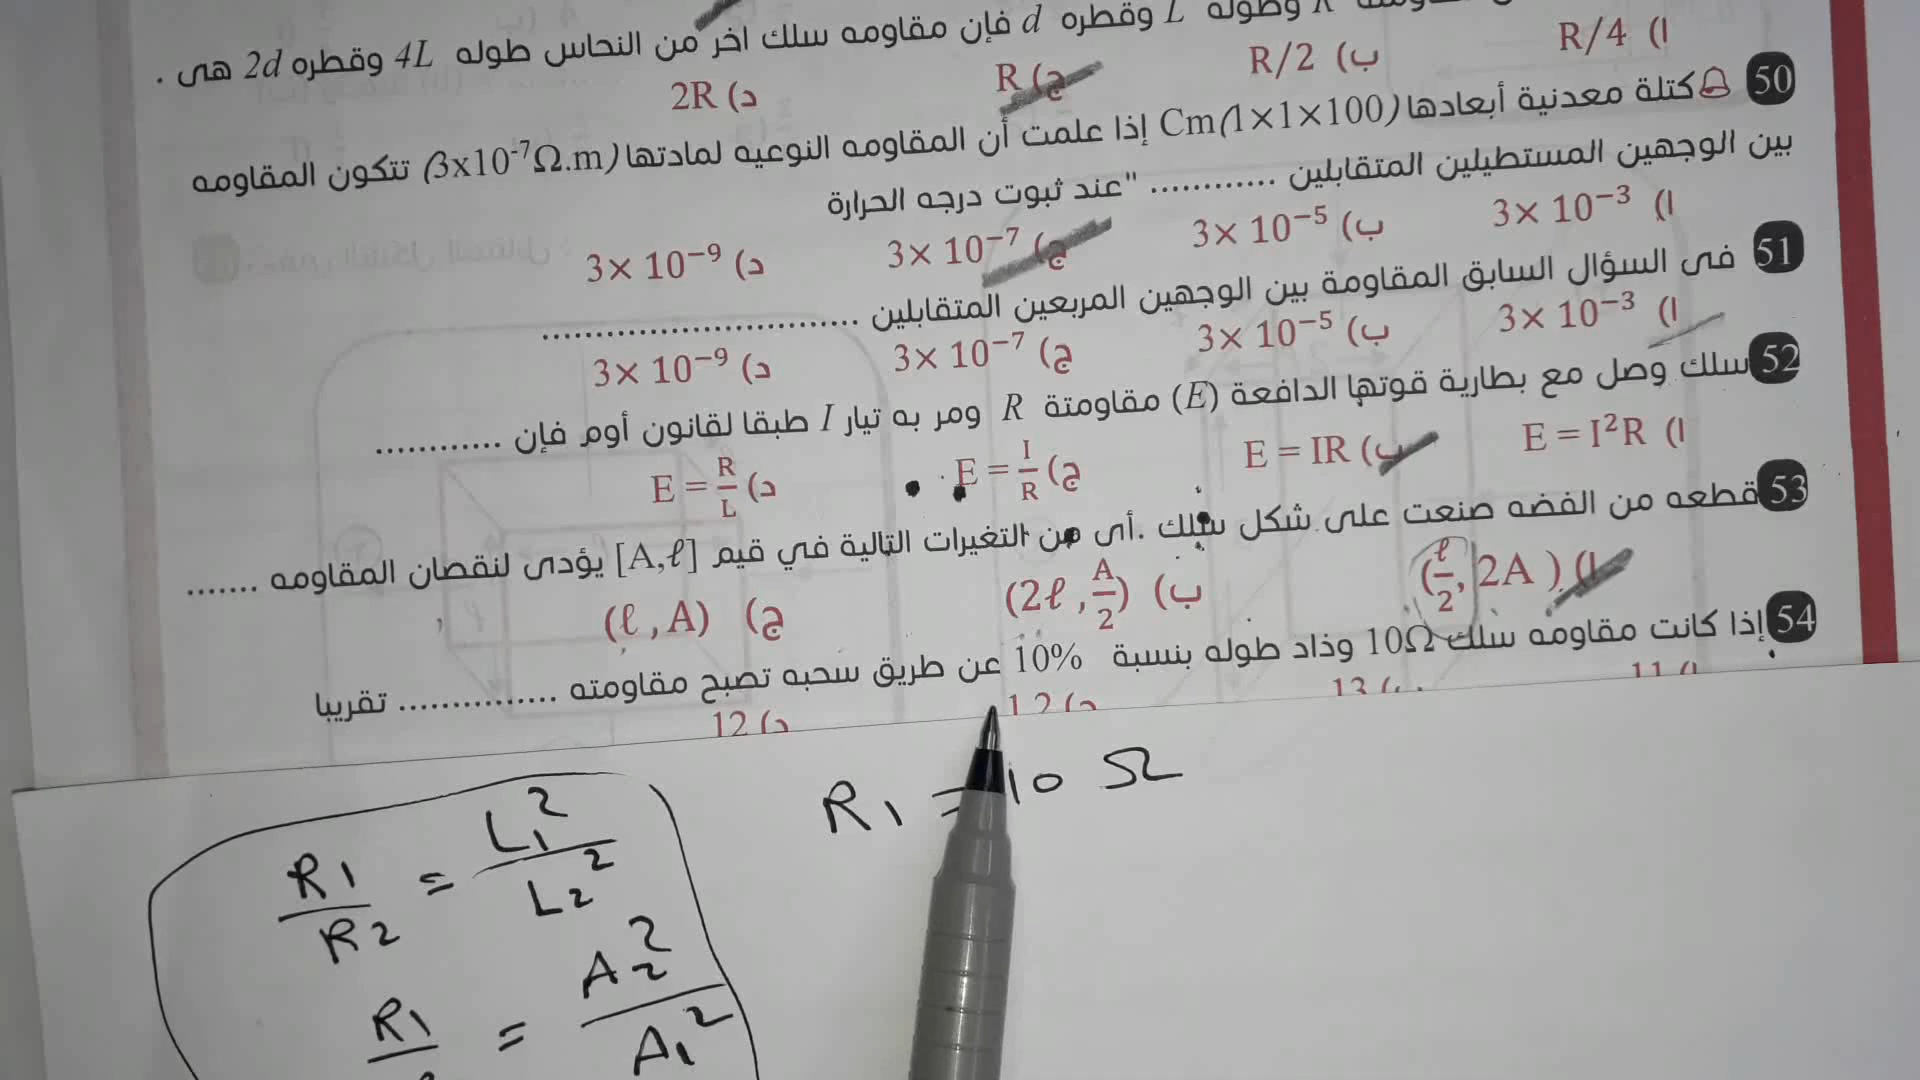 وطوله L وقطره d فإن مقاومه سلك اخر من النحاس طوله 4L وقطره 2d هى .
ا) R/4 ب) R/2 ج) R د) 2R
50 كتلة معدنية أبعادها (1×1×100)Cm إذا علمت أن المقاومه النوعيه لمادتها (3x10⁻⁷Ω.m) تتكون المقاومه
بين الوجهين المستطيلين المتقابلين ............ "عند ثبوت درجه الحرارة
ا) 3× 10⁻³ ب) 3× 10⁻⁵ ج) 3× 10⁻⁷ د) 3× 10⁻⁹
51 فى السؤال السابق المقاومة بين الوجهين المربعين المتقابلين ..............................
ا) 3× 10⁻³ ب) 3× 10⁻⁵ ج) 3× 10⁻⁷ د) 3× 10⁻⁹
52 سلك وصل مع بطارية قوتها الدافعة (E) مقاومتة R ومر به تيار I طبقا لقانون أوم فإن ............
ا) E = I²R ب) E = IR ج) E = I/R د) E = R/L
53 قطعه من الفضه صنعت على شكل سلك .أى من التغيرات التالية في قيم [A,ℓ] يؤدى لنقصان المقاومه .......
ا) (ℓ/2, 2A) ب) (2ℓ, A/2) ج) (ℓ, A)
54 إذا كانت مقاومه سلك 10Ω وذاد طوله بنسبة 10% عن طريق سحبه تصبح مقاومته ............... تقريبا
11 13 1.2 12 (د
R1 = 10 Ω
R1/R2 = L1²/L2²
R1 = A2²/A1²